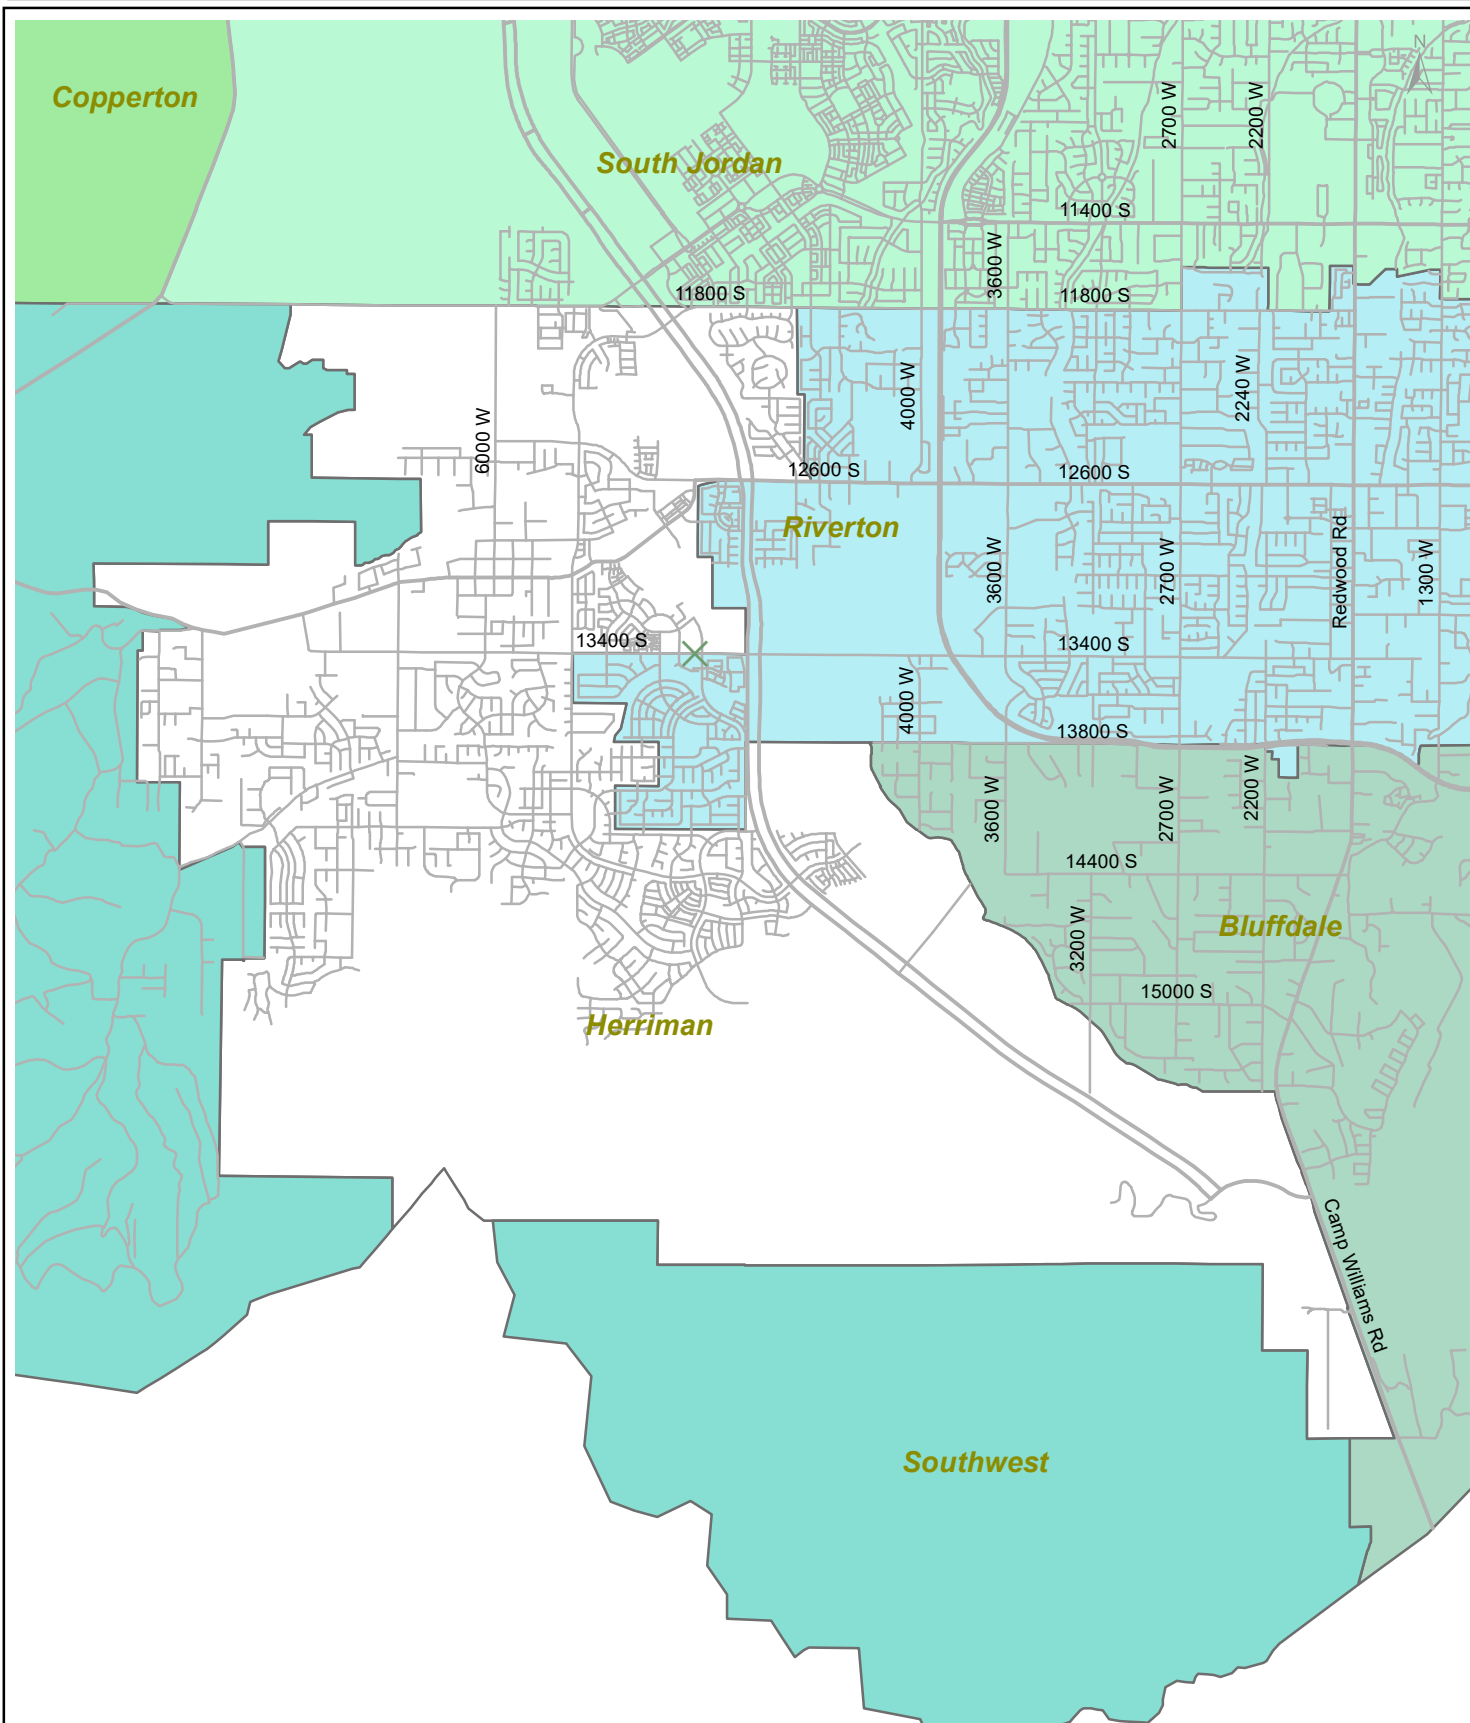 N
Copperton
2700 W
2200 W
South Jordan
11400 S
3600 W
11800 S
11800 S
4000 W
2240 W
6000 W
12600 S
12600 S
Riverton
3600 W
2700 W
Redwood Rd
1300 W
13400 S
13400 S
4000 W
13800 S
3600 W
2700 W
2200 W
14400 S
3200 W
Bluffdale
15000 S
Herriman
Camp Williams Rd
Southwest